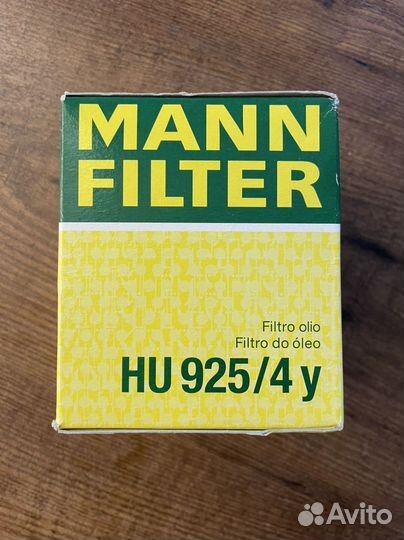 MANN
FILTER
Filtro olio
Filtro do óleo
HU 925/4 y
Avito